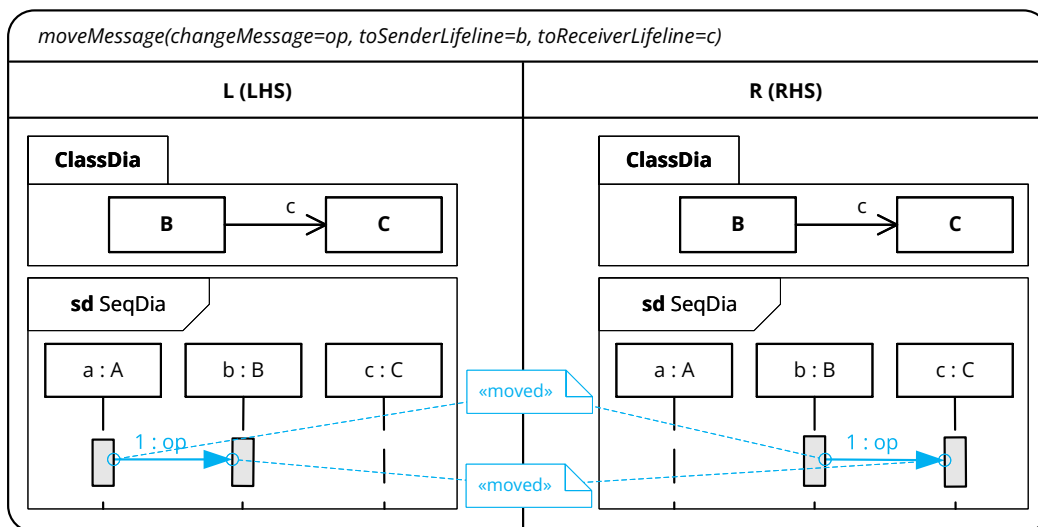 moveMessage(changeMessage=op, toSenderLifeline=b, toReceiverLifeline=c)
L (LHS)
R (RHS)
ClassDia
c
B
C
sd SeqDia
a : A
b : B
c : C
1 : op
«moved»
«moved»
ClassDia
c
B
C
sd SeqDia
a : A
b : B
c : C
1 : op